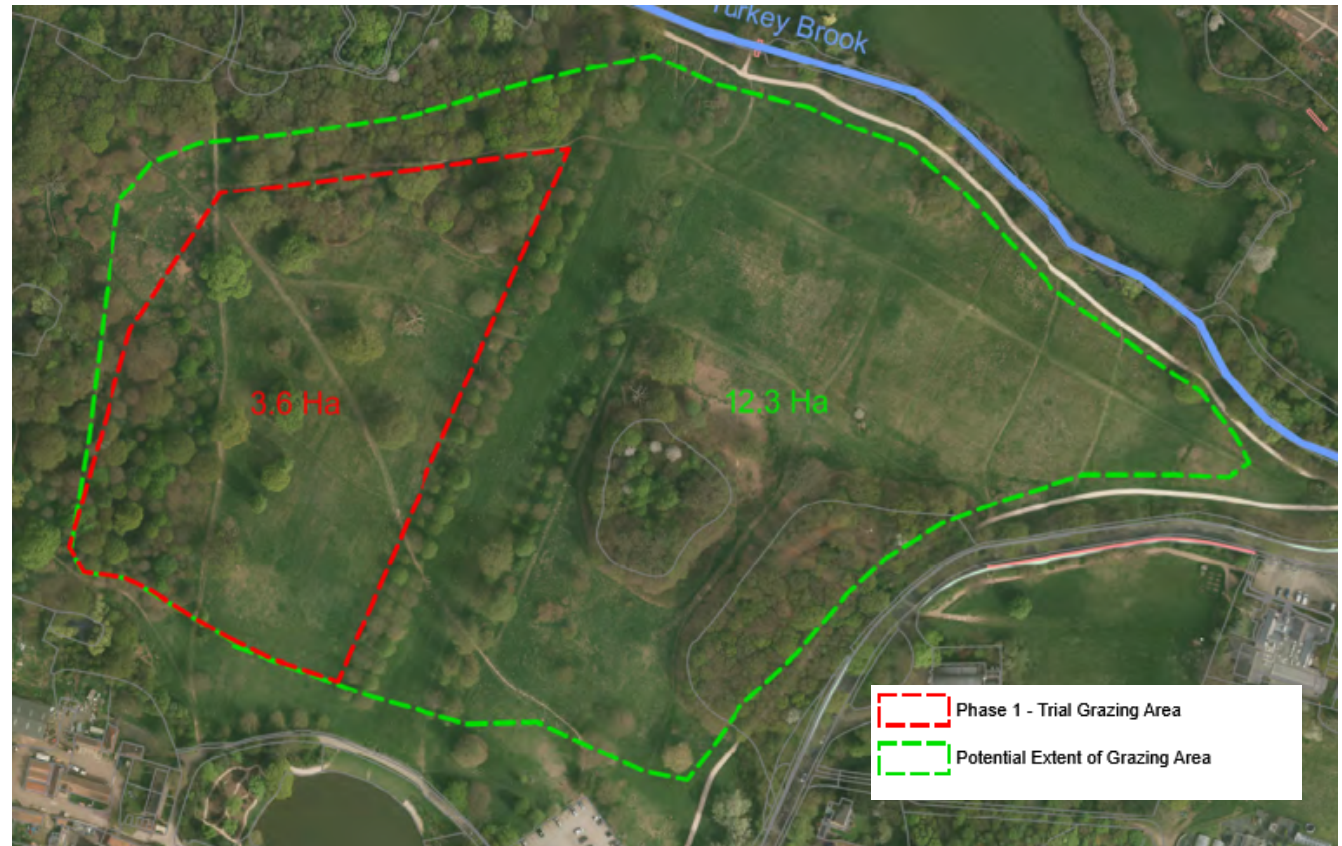 Turkey Brook
3.6 Ha
12.3 Ha
Phase 1 - Trial Grazing Area
Potential Extent of Grazing Area